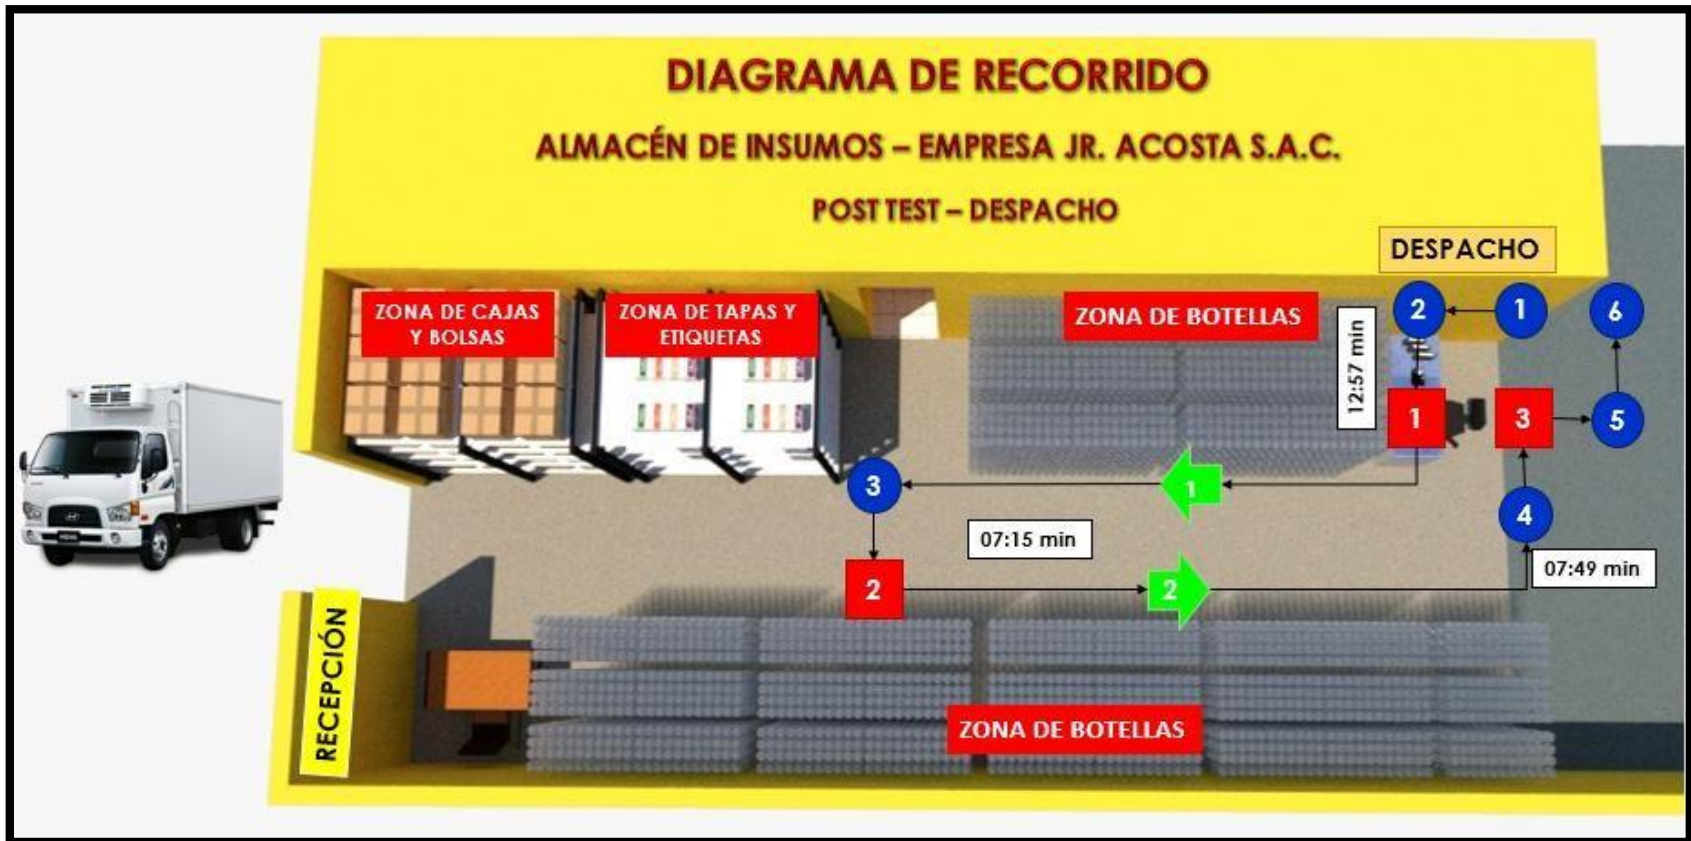 DIAGRAMA DE RECORRIDO
ALMACÉN DE INSUMOS – EMPRESA JR. ACOSTA S.A.C.
POST TEST – DESPACHO
DESPACHO
ZONA DE CAJAS
Y BOLSAS
ZONA DE TAPAS Y
ETIQUETAS
ZONA DE BOTELLAS
12:57 min
2
1
6
1
3
5
3
1
4
07:15 min
07:49 min
2
2
RECEPCIÓN
ZONA DE BOTELLAS